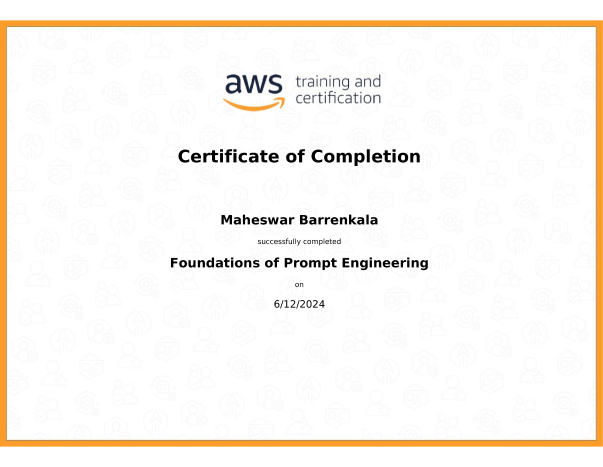 aws training and
certification
Certificate of Completion
Maheswar Barrenkala
successfully completed
Foundations of Prompt Engineering
on
6/12/2024